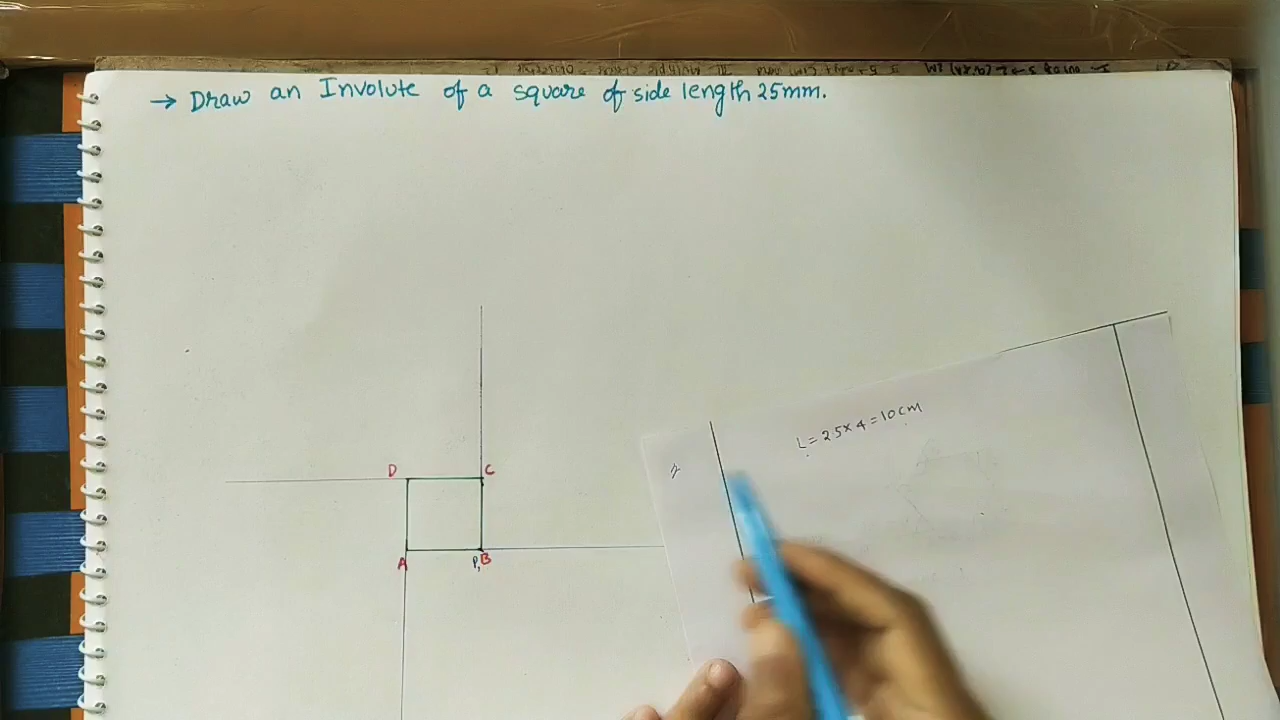 → Draw an Involute of a square of side length 25mm.
L = 25 x 4 = 10cm
D C
A P, B